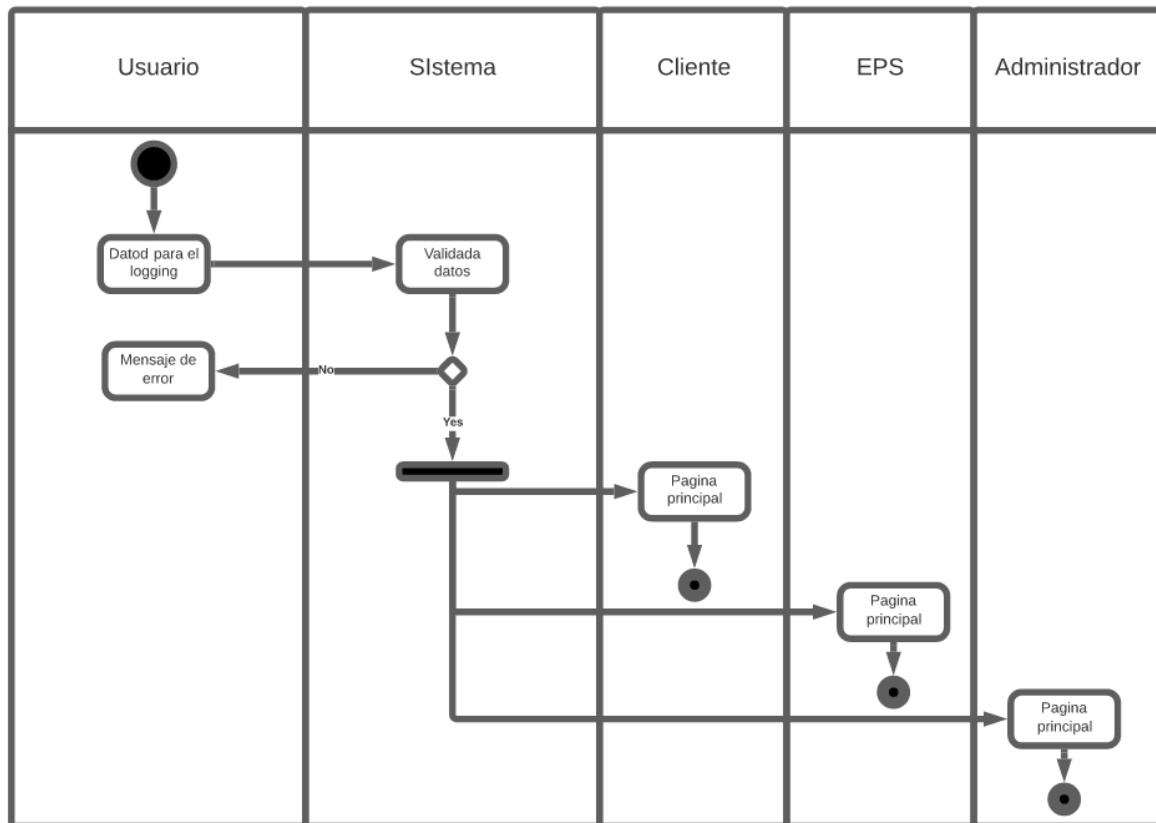 Usuario
SIstema
Cliente
EPS
Administrador
Datod para el
logging
Validada
datos
Mensaje de
error
No
Yes
Pagina
principal
Pagina
principal
Pagina
principal